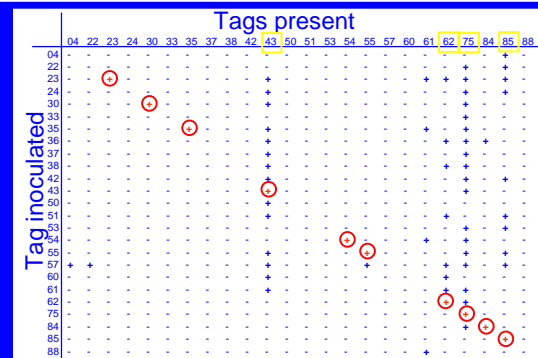 Tags present
04 22 23 24 30 33 35 37 38 42 43 50 51 53 54 55 57 60 61 62 75 84 85 88
Tag inoculated
04 - - - - - - - - - - - - - - - - - - - - - - + -
22 - - - - - - - - - - - - - - - - - - - - + - + -
23 - - + - - - - - - - + - - - - - - - + + + - + -
24 - - - - - - - - - - + - - - - - - - - - + - + -
30 - - - - + - - - - - + - - - - - - - - - + - - -
33 - - - - - - - - - - - - - - - - - - - - + - - -
35 - - - - - - + - - - + - - - - - - - + - + - - -
36 - - - - - - - - - - + - - - - - - - - + + + - -
37 - - - - - - - - - - + - - - - - - - - - + - - -
38 - - - - - - - - - - + - - - - - - - - + + - - -
42 - - - - - - - - - - + - - - - - - - - - + - + -
43 - - - - - - - - - - + - - - - - - - - - + - - -
50 - - - - - - - - - - + - - - - - - - - - - - - -
51 - - - - - - - - - - + - - - - - - - - + - - + -
53 - - - - - - - - - - - - - - - - - - - - + - + -
54 - - - - - - - - - - - - - - + - - - + - + - - -
55 - - - - - - - - - - + - - - - + - - - - + - + -
57 + + - - - - - - - - + - - - - + - - - + + - + -
60 - - - - - - - - - - + - - - - - - - - + - - - -
61 - - - - - - - - - - + - - - - - - - - + + - - -
62 - - - - - - - - - - - - - - - - - - - + - - - -
75 - - - - - - - - - - - - - - - - - - - - + - - -
84 - - - - - - - - - - - - - - - - - - - - + + - -
85 - - - - - - - - - - - - - - - - - - - - - - + -
88 - - - - - - - - - - - - - - - - - - + - - - - -